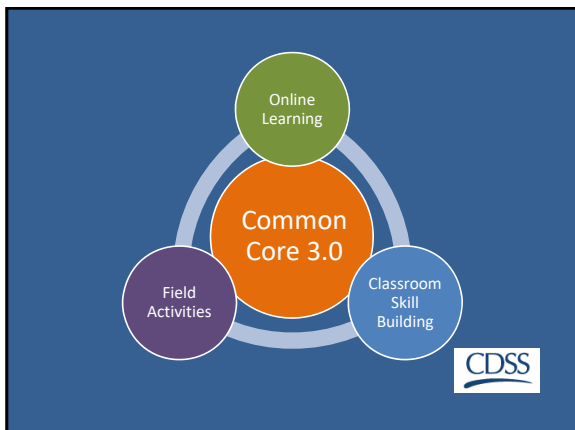 Online
Learning
Common
Core 3.0
Field
Activities
Classroom
Skill
Building
CDSS